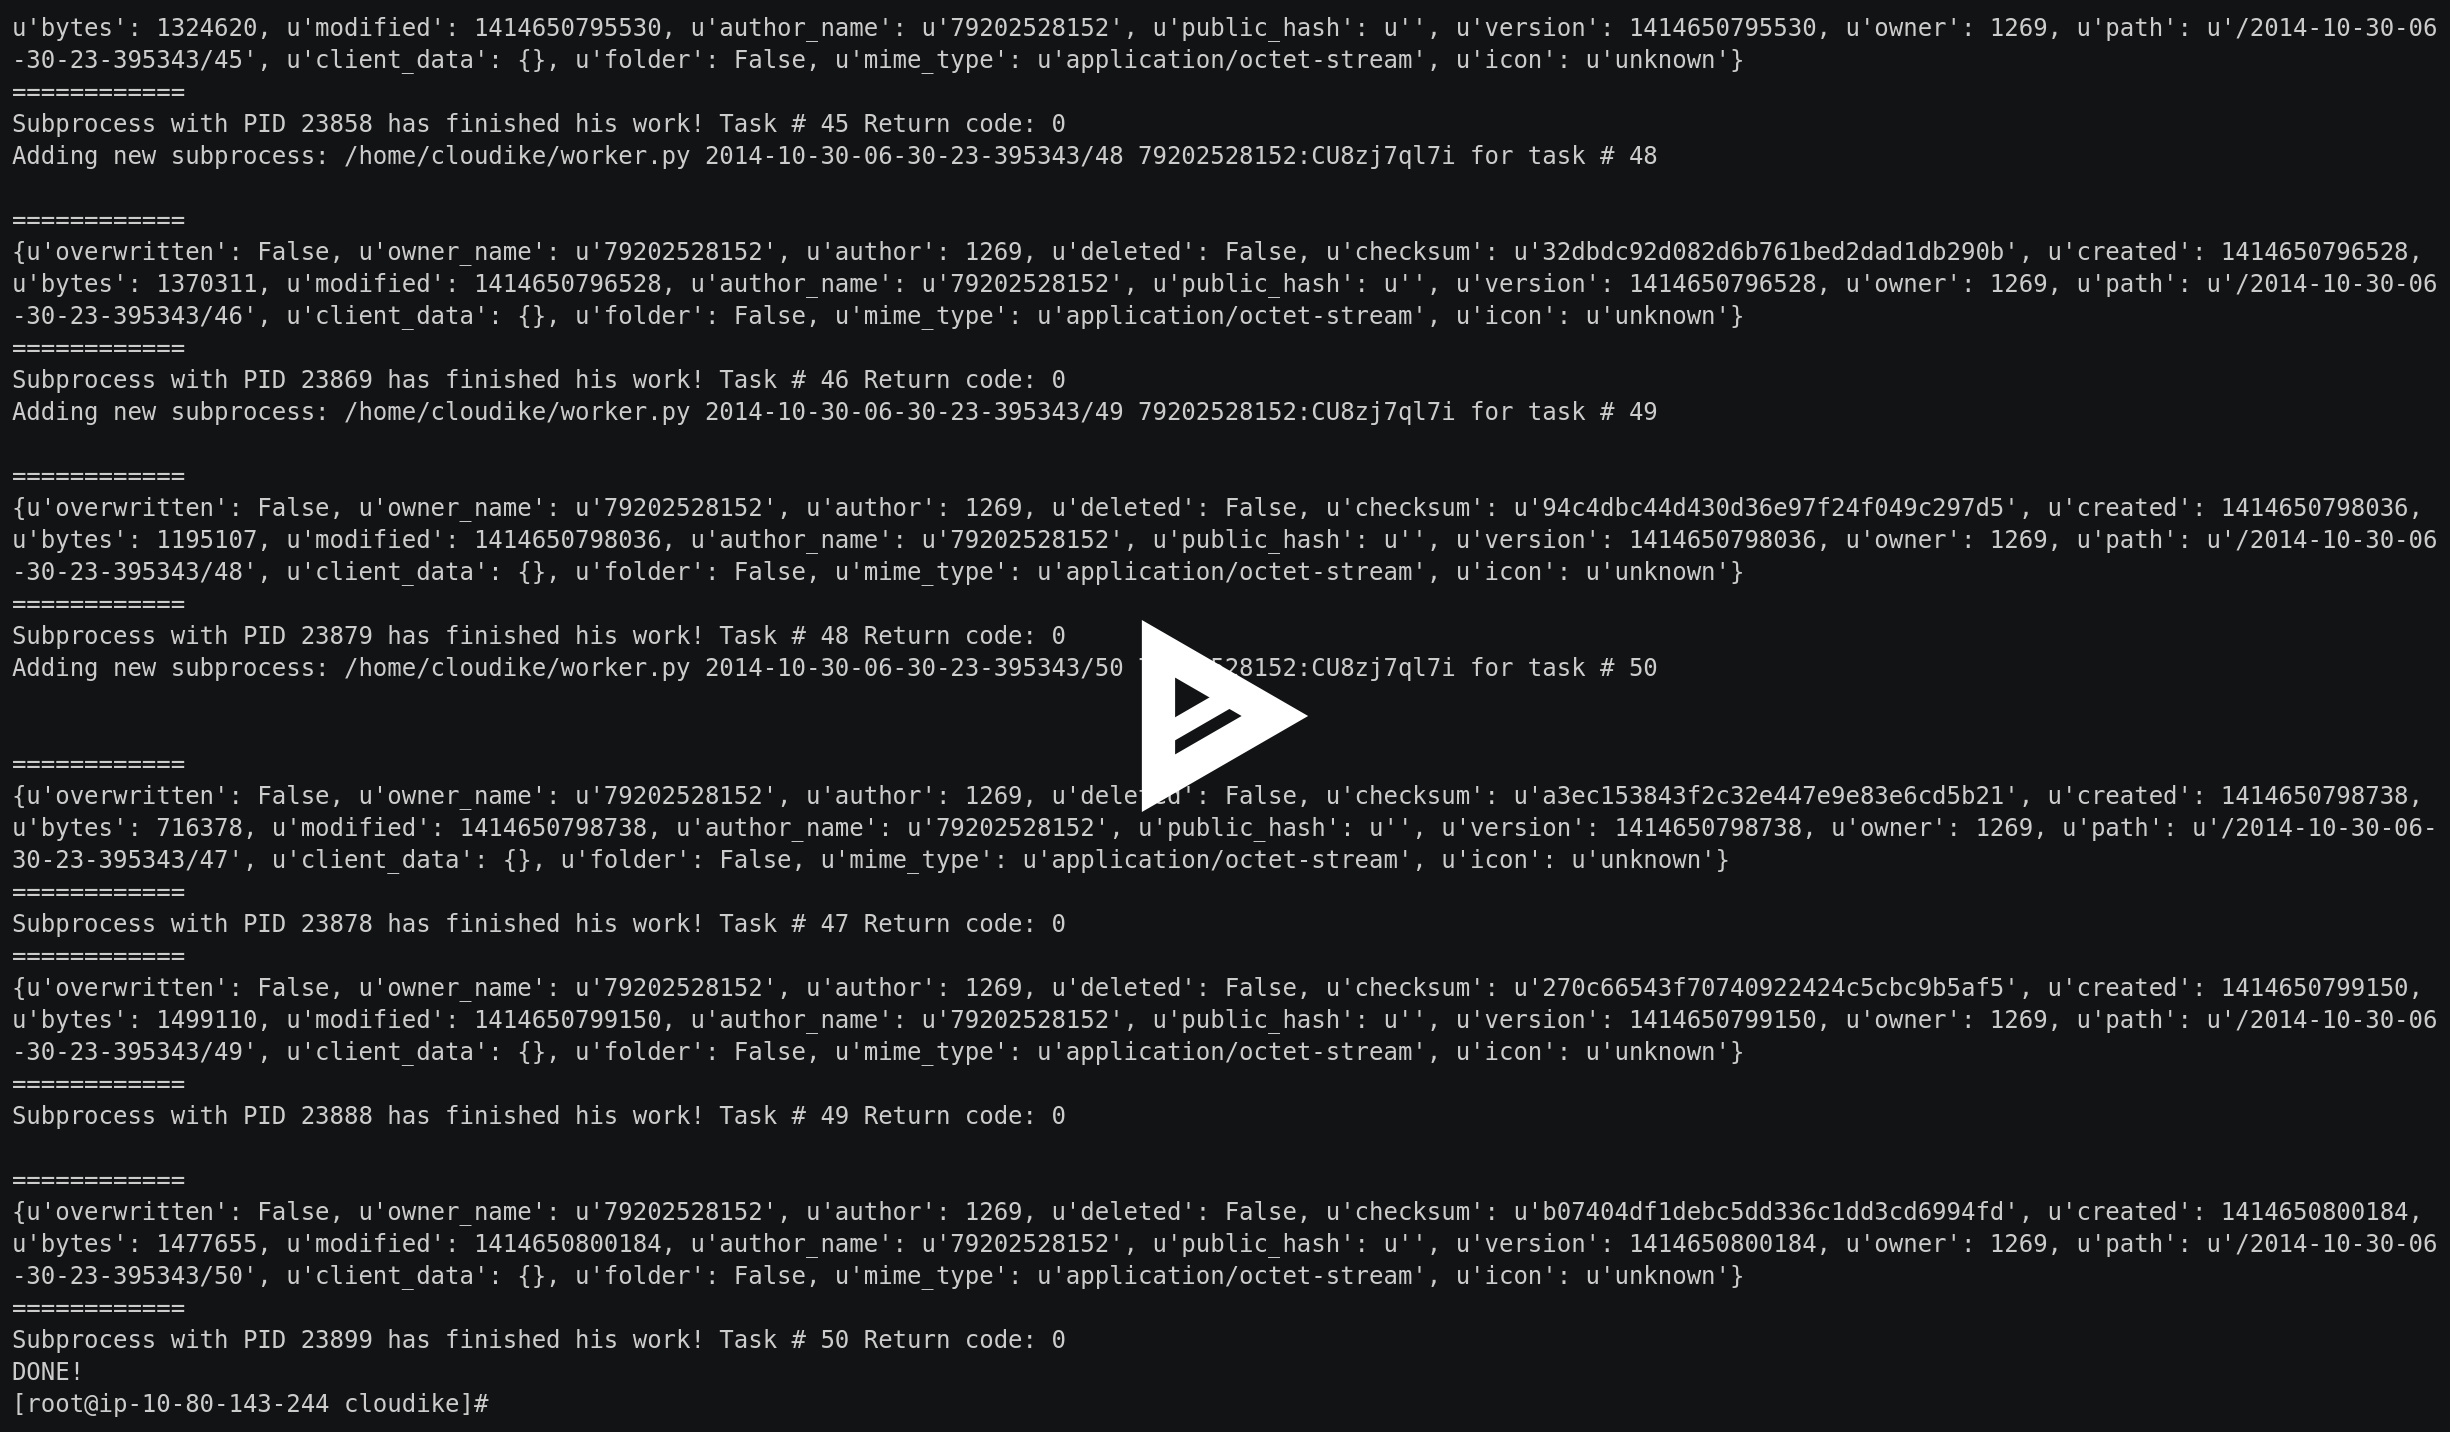 u'bytes': 1324620, u'modified': 1414650795530, u'author_name': u'79202528152', u'public_hash': u'', u'version': 1414650795530, u'owner': 1269, u'path': u'/2014-10-30-06
-30-23-395343/45', u'client_data': {}, u'folder': False, u'mime_type': u'application/octet-stream', u'icon': u'unknown'}
============
Subprocess with PID 23858 has finished his work! Task # 45 Return code: 0
Adding new subprocess: /home/cloudike/worker.py 2014-10-30-06-30-23-395343/48 79202528152:CU8zj7ql7i for task # 48
============
{u'overwritten': False, u'owner_name': u'79202528152', u'author': 1269, u'deleted': False, u'checksum': u'32dbdc92d082d6b761bed2dad1db290b', u'created': 1414650796528,
u'bytes': 1370311, u'modified': 1414650796528, u'author_name': u'79202528152', u'public_hash': u'', u'version': 1414650796528, u'owner': 1269, u'path': u'/2014-10-30-06
-30-23-395343/46', u'client_data': {}, u'folder': False, u'mime_type': u'application/octet-stream', u'icon': u'unknown'}
============
Subprocess with PID 23869 has finished his work! Task # 46 Return code: 0
Adding new subprocess: /home/cloudike/worker.py 2014-10-30-06-30-23-395343/49 79202528152:CU8zj7ql7i for task # 49
============
{u'overwritten': False, u'owner_name': u'79202528152', u'author': 1269, u'deleted': False, u'checksum': u'94c4dbc44d430d36e97f24f049c297d5', u'created': 1414650798036,
u'bytes': 1195107, u'modified': 1414650798036, u'author_name': u'79202528152', u'public_hash': u'', u'version': 1414650798036, u'owner': 1269, u'path': u'/2014-10-30-06
-30-23-395343/48', u'client_data': {}, u'folder': False, u'mime_type': u'application/octet-stream', u'icon': u'unknown'}
============
Subprocess with PID 23879 has finished his work! Task # 48 Return code: 0
Adding new subprocess: /home/cloudike/worker.py 2014-10-30-06-30-23-395343/50 28152:CU8zj7ql7i for task # 50
============
{u'overwritten': False, u'owner_name': u'79202528152', u'author': 1269, u'deleted': False, u'checksum': u'a3ec153843f2c32e447e9e83e6cd5b21', u'created': 1414650798738,
u'bytes': 716378, u'modified': 1414650798738, u'author_name': u'79202528152', u'public_hash': u'', u'version': 1414650798738, u'owner': 1269, u'path': u'/2014-10-30-06-
30-23-395343/47', u'client_data': {}, u'folder': False, u'mime_type': u'application/octet-stream', u'icon': u'unknown'}
============
Subprocess with PID 23878 has finished his work! Task # 47 Return code: 0
============
{u'overwritten': False, u'owner_name': u'79202528152', u'author': 1269, u'deleted': False, u'checksum': u'270c66543f70740922424c5cbc9b5af5', u'created': 1414650799150,
u'bytes': 1499110, u'modified': 1414650799150, u'author_name': u'79202528152', u'public_hash': u'', u'version': 1414650799150, u'owner': 1269, u'path': u'/2014-10-30-06
-30-23-395343/49', u'client_data': {}, u'folder': False, u'mime_type': u'application/octet-stream', u'icon': u'unknown'}
============
Subprocess with PID 23888 has finished his work! Task # 49 Return code: 0
============
{u'overwritten': False, u'owner_name': u'79202528152', u'author': 1269, u'deleted': False, u'checksum': u'b07404df1debc5dd336c1dd3cd6994fd', u'created': 1414650800184,
u'bytes': 1477655, u'modified': 1414650800184, u'author_name': u'79202528152', u'public_hash': u'', u'version': 1414650800184, u'owner': 1269, u'path': u'/2014-10-30-06
-30-23-395343/50', u'client_data': {}, u'folder': False, u'mime_type': u'application/octet-stream', u'icon': u'unknown'}
============
Subprocess with PID 23899 has finished his work! Task # 50 Return code: 0
DONE!
[root@ip-10-80-143-244 cloudike]#